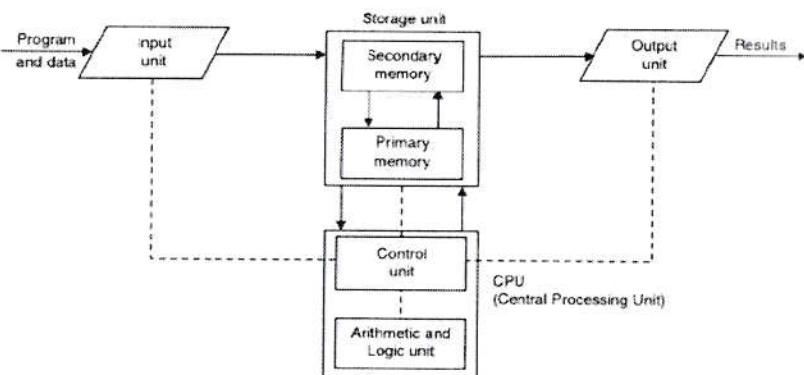 Storage unit
Program
and data
Input
unit
Secondary
memory
Primary
memory
Output
unit
Results
Control
unit
CPU
(Central Processing Unit)
Arithmetic and
Logic unit